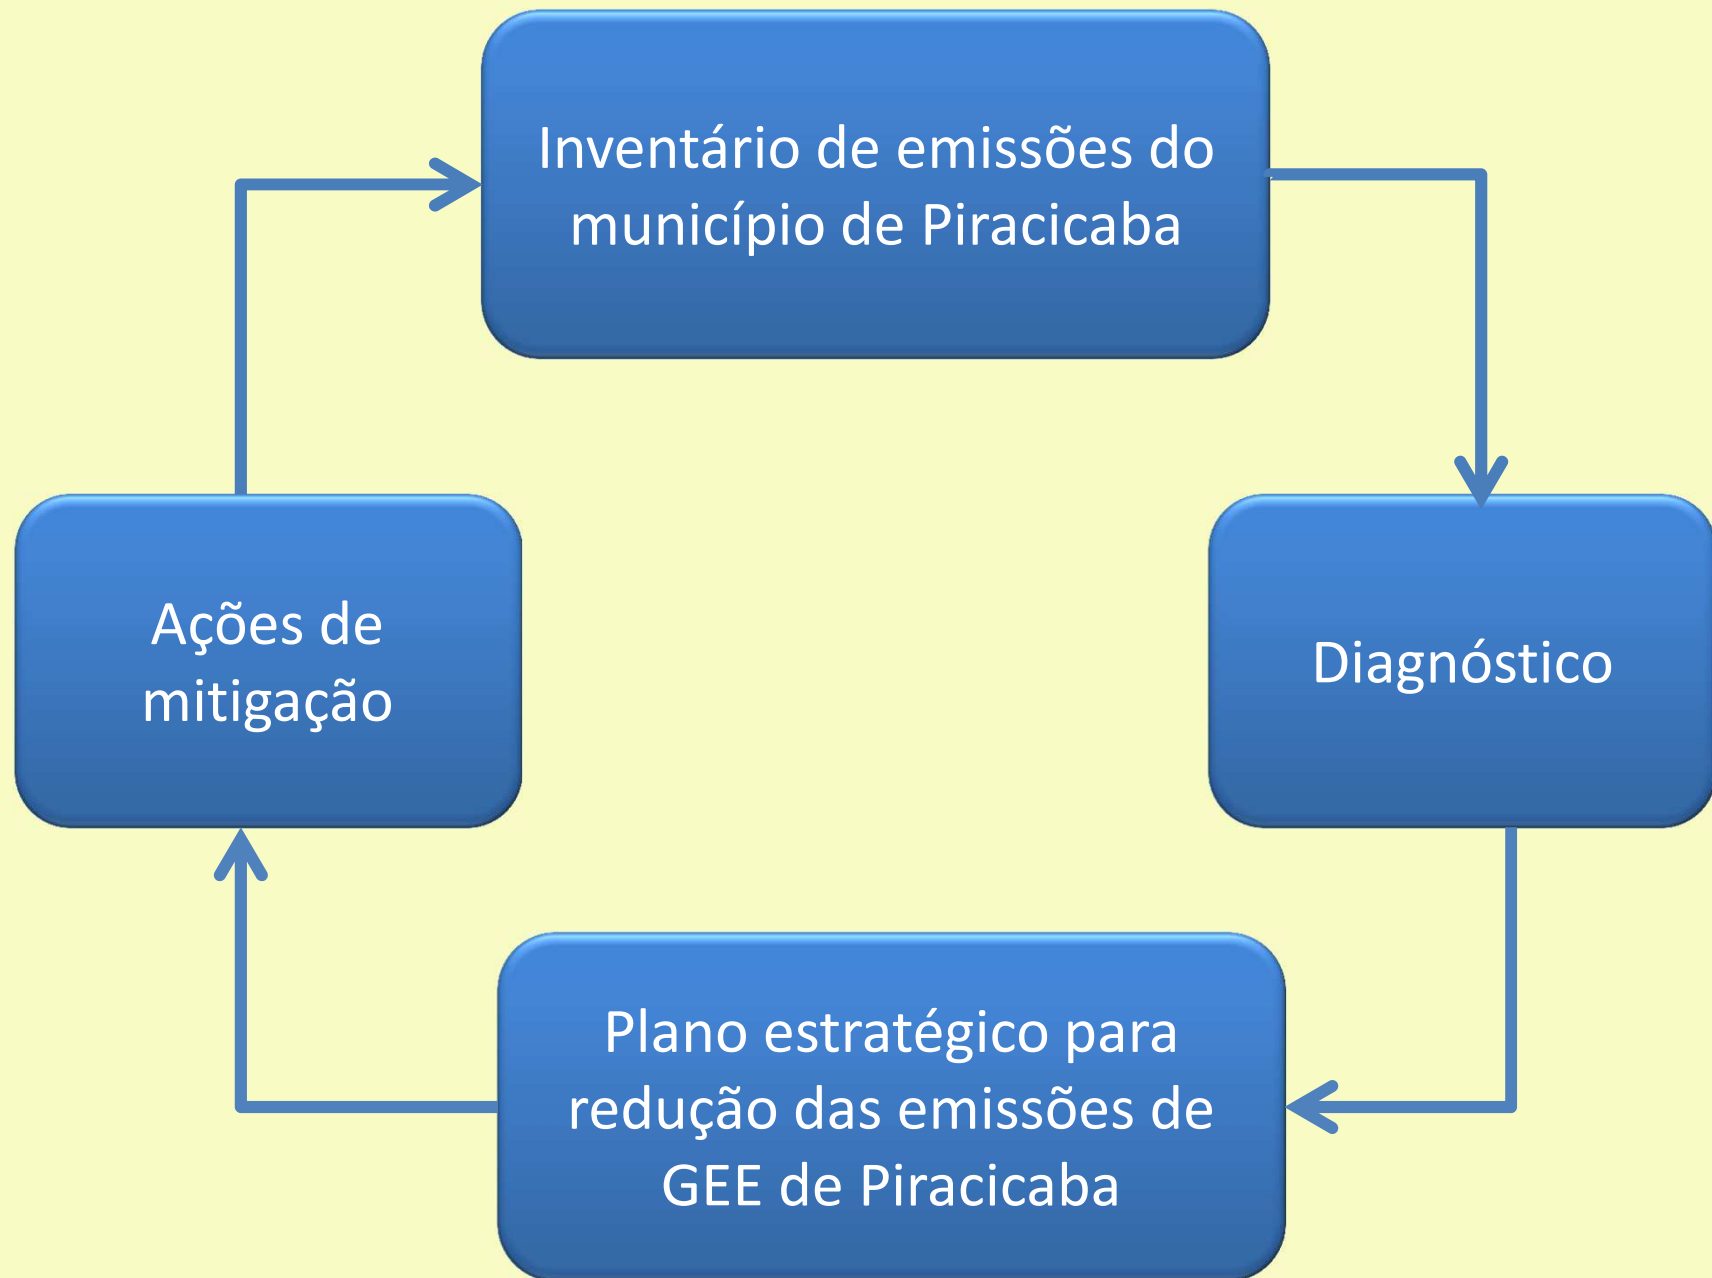 Inventário de emissões do
município de Piracicaba
Diagnóstico
Plano estratégico para
redução das emissões de
GEE de Piracicaba
Ações de
mitigação